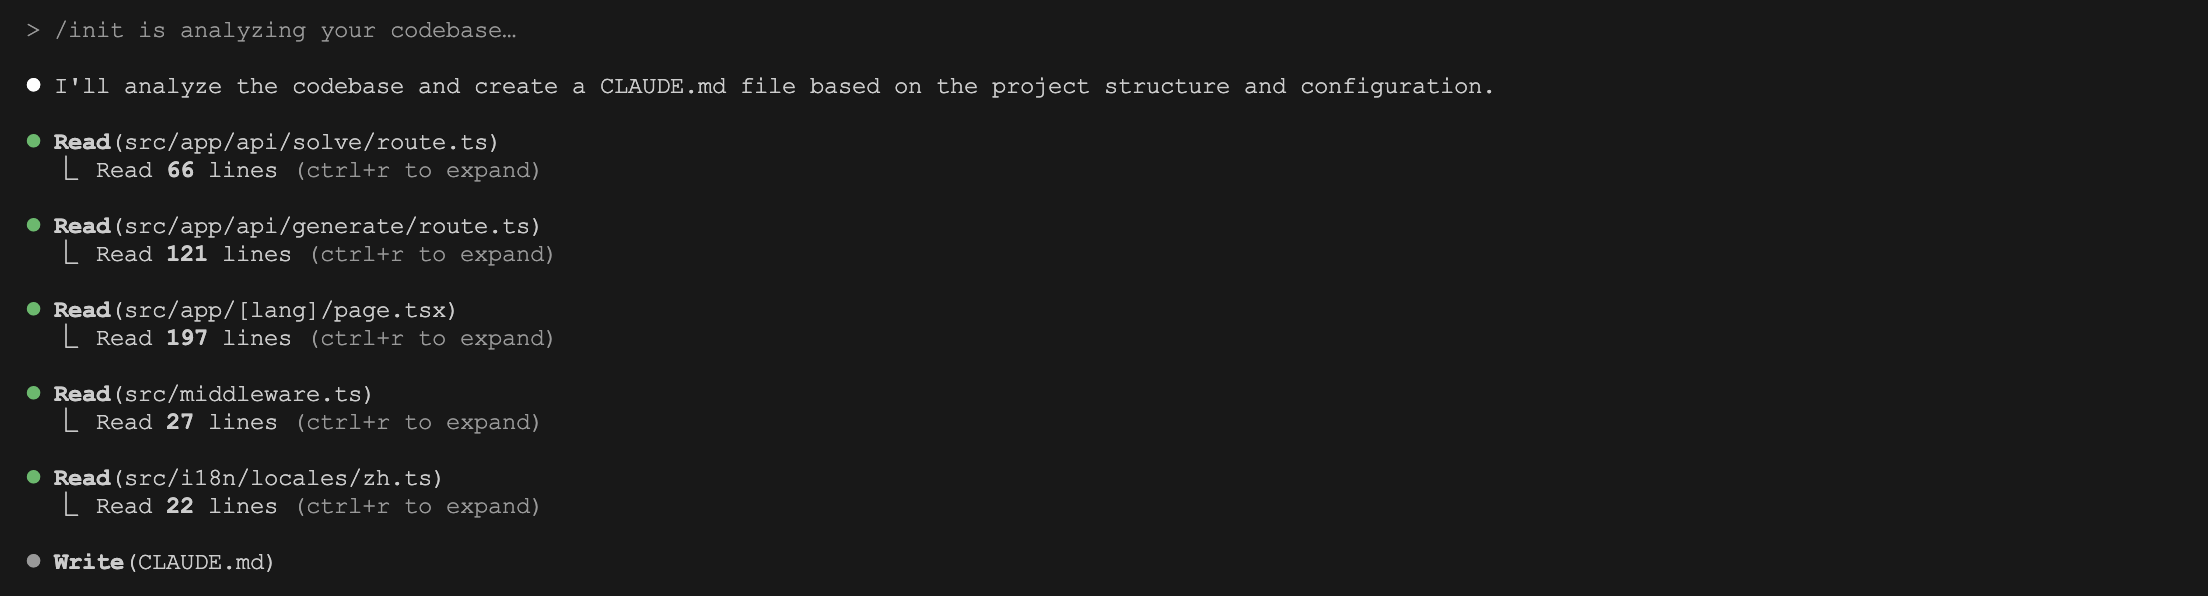 > /init is analyzing your codebase…
● I'll analyze the codebase and create a CLAUDE.md file based on the project structure and configuration.
● Read(src/app/api/solve/route.ts)
⎿ Read 66 lines (ctrl+r to expand)
● Read(src/app/api/generate/route.ts)
⎿ Read 121 lines (ctrl+r to expand)
● Read(src/app/[lang]/page.tsx)
⎿ Read 197 lines (ctrl+r to expand)
● Read(src/middleware.ts)
⎿ Read 27 lines (ctrl+r to expand)
● Read(src/i18n/locales/zh.ts)
⎿ Read 22 lines (ctrl+r to expand)
● Write(CLAUDE.md)